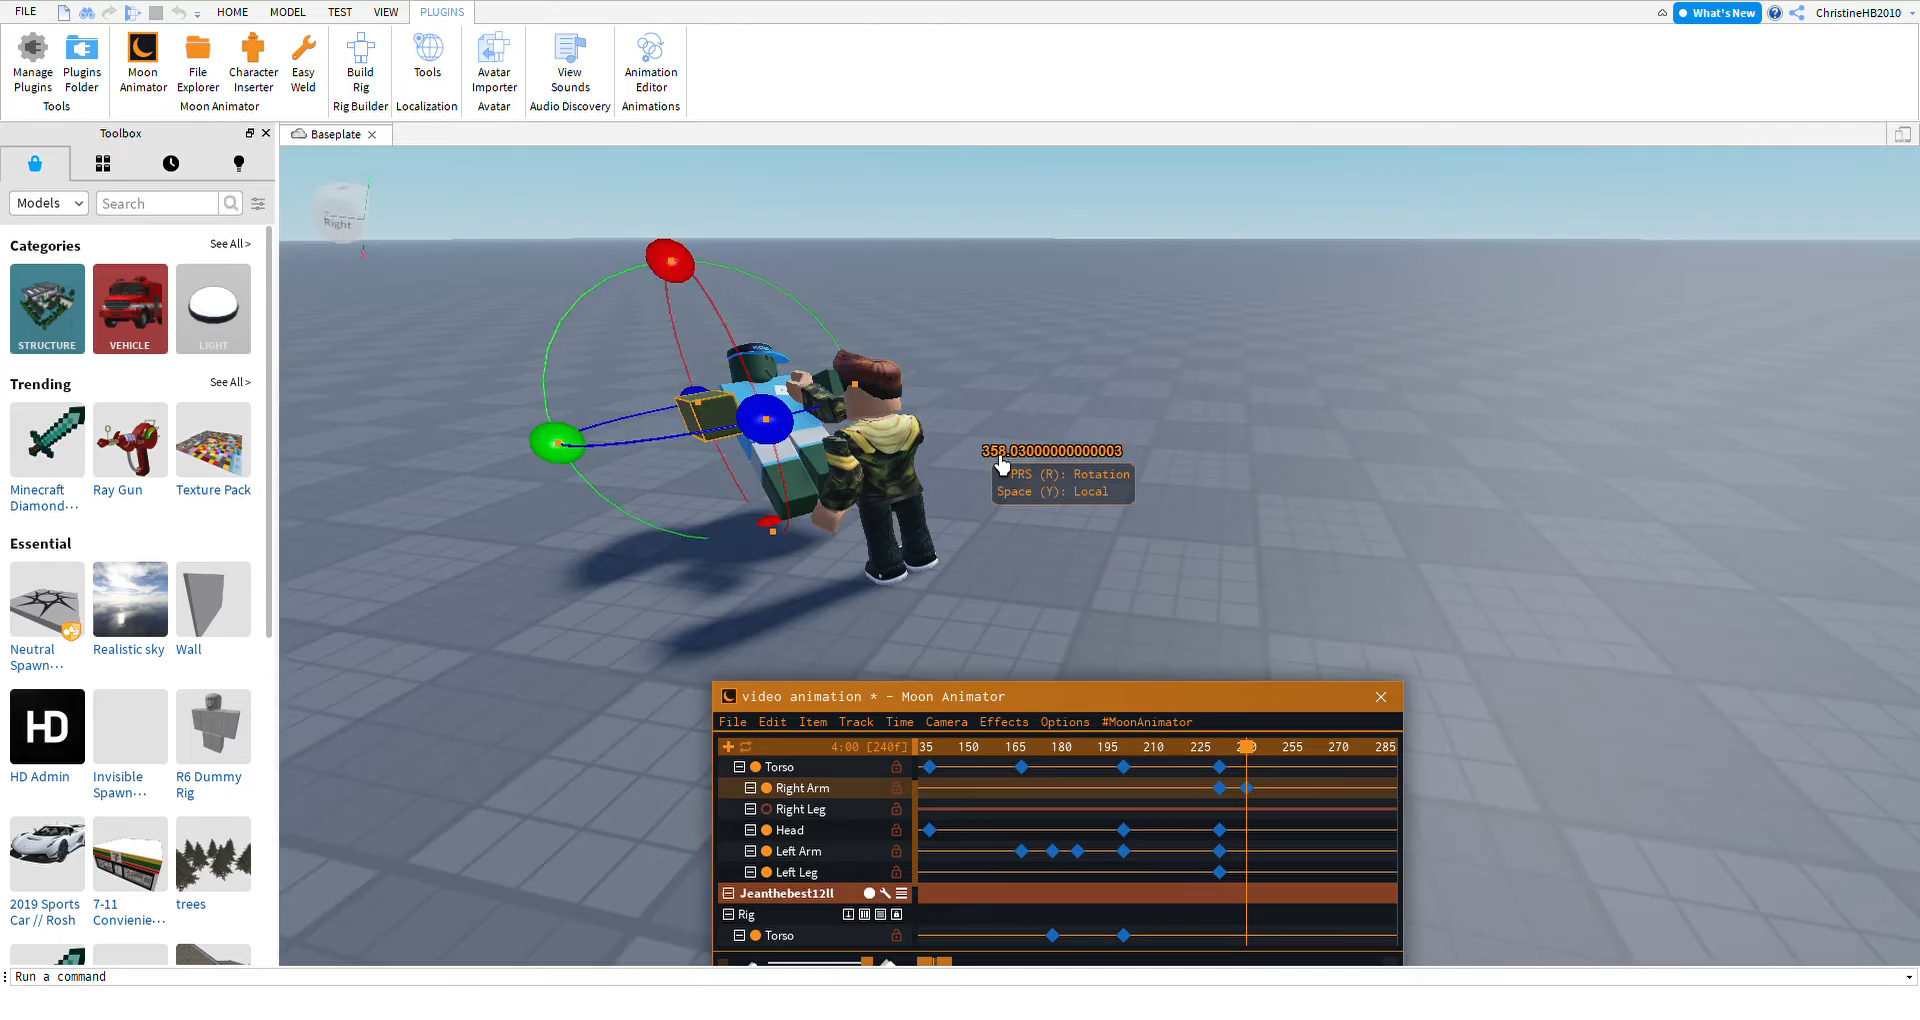 FILE
HOME
MODEL
TEST
VIEW
PLUGINS
What's New
ChristineHB2010
Manage Plugins
Plugins Folder
Moon Animator
File Explorer
Character Inserter
Easy Weld
Build Rig
Tools
Avatar Importer
View Sounds
Animation Editor
Tools
Moon Animator
Rig Builder
Localization
Avatar
Audio Discovery
Animations
Toolbox
Baseplate
Models
Search
Categories
See All >
STRUCTURE
VEHICLE
LIGHT
Trending
See All >
Minecraft Diamond···
Ray Gun
Texture Pack
Essential
See All >
Neutral Spawn···
Realistic sky
Wall
HD
HD Admin
Invisible Spawn···
R6 Dummy Rig
2019 Sports Car // Rosh
7-11 Convienie···
trees
Right
358.03000000000003
PRS (R): Rotation
Space (Y): Local
video animation * - Moon Animator
File Edit Item Track Time Camera Effects Options #MoonAnimator
4:00 [240f] 35 150 165 180 195 210 225 255 270 285
Torso
Right Arm
Right Leg
Head
Left Arm
Left Leg
Jeanthebest12ll
Rig
Torso
Run a command